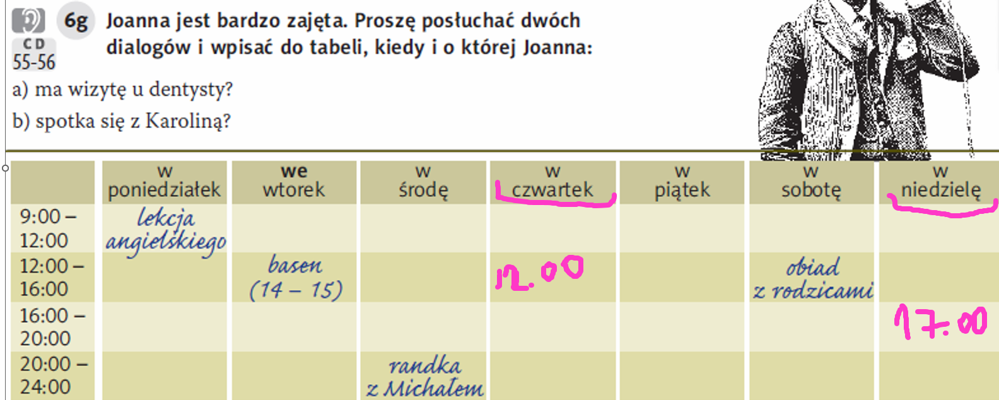 6g Joanna jest bardzo zajęta. Proszę posłuchać dwóch
CD dialogów i wpisać do tabeli, kiedy i o której Joanna:
55-56
a) ma wizytę u dentysty?
b) spotka się z Karoliną?
w we w w w w w
poniedziałek wtorek środę czwartek piątek sobotę niedzielę
9:00 – lekcja
12:00 angielskiego
12:00 – basen 12.00 obiad
16:00 (14 – 15) z rodzicami
16:00 – 17.00
20:00
20:00 – randka
24:00 z Michałem